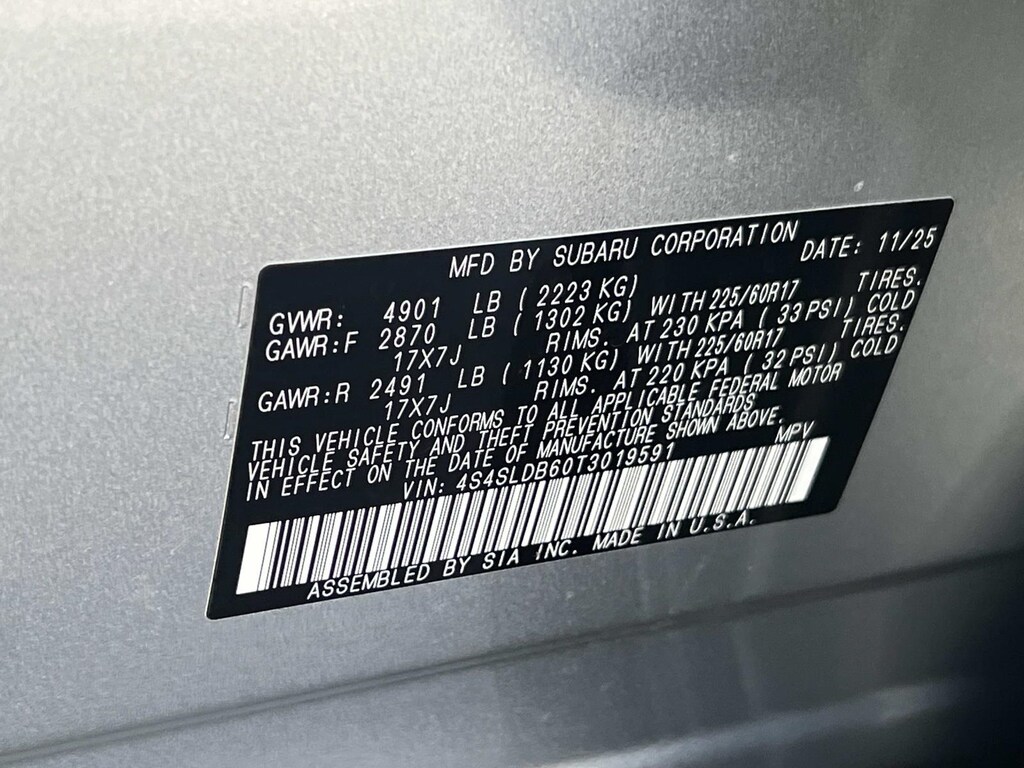 MFD BY SUBARU CORPORATION DATE: 11/25
GVWR: 4901 LB (2223 KG)
GAWR:F 2870 LB (1302 KG) WITH 225/60R17 TIRES.
17X7J RIMS. AT 230 KPA (33 PSI) COLD
GAWR:R 2491 LB (1130 KG) WITH 225/60R17 TIRES.
17X7J RIMS. AT 220 KPA (32 PSI) COLD
THIS VEHICLE CONFORMS TO ALL APPLICABLE FEDERAL MOTOR
VEHICLE SAFETY AND THEFT PREVENTION STANDARDS
IN EFFECT ON THE DATE OF MANUFACTURE SHOWN ABOVE.
VIN: 4S4SLDB60T3019591 MPV
ASSEMBLED BY SIA INC. MADE IN U.S.A.